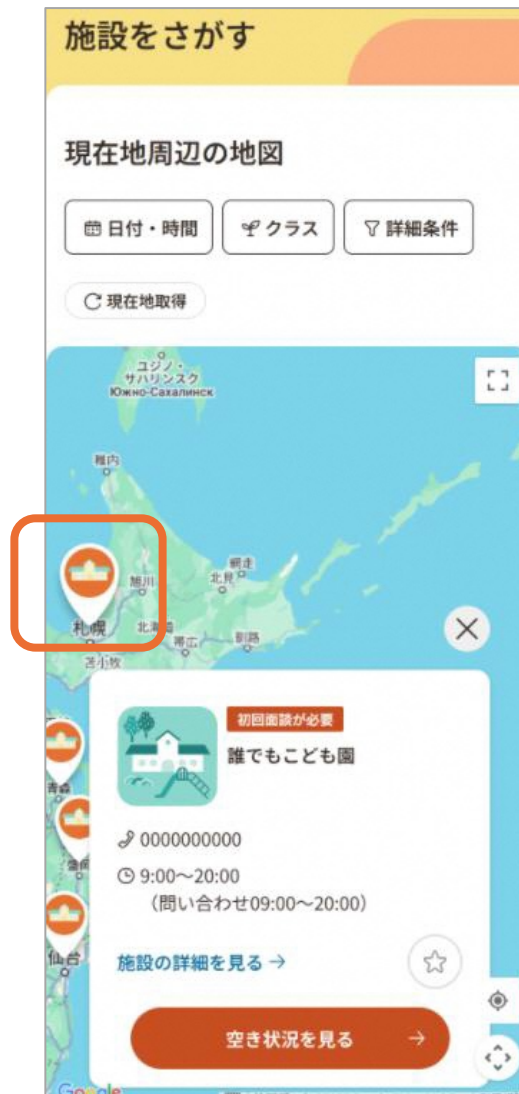 施設をさがす
現在地周辺の地図
日付・時間
クラス
詳細条件
現在地取得
ユジノ・
サハリンスク
Южно-Сахалинск
稚内
網走
旭川
北見
札幌
北海道
帯広
釧路
苫小牧
初回面談が必要
誰でもこども園
青森
0000000000
9:00〜20:00
（問い合わせ09:00〜20:00）
仙台
施設の詳細を見る
空き状況を見る
Google